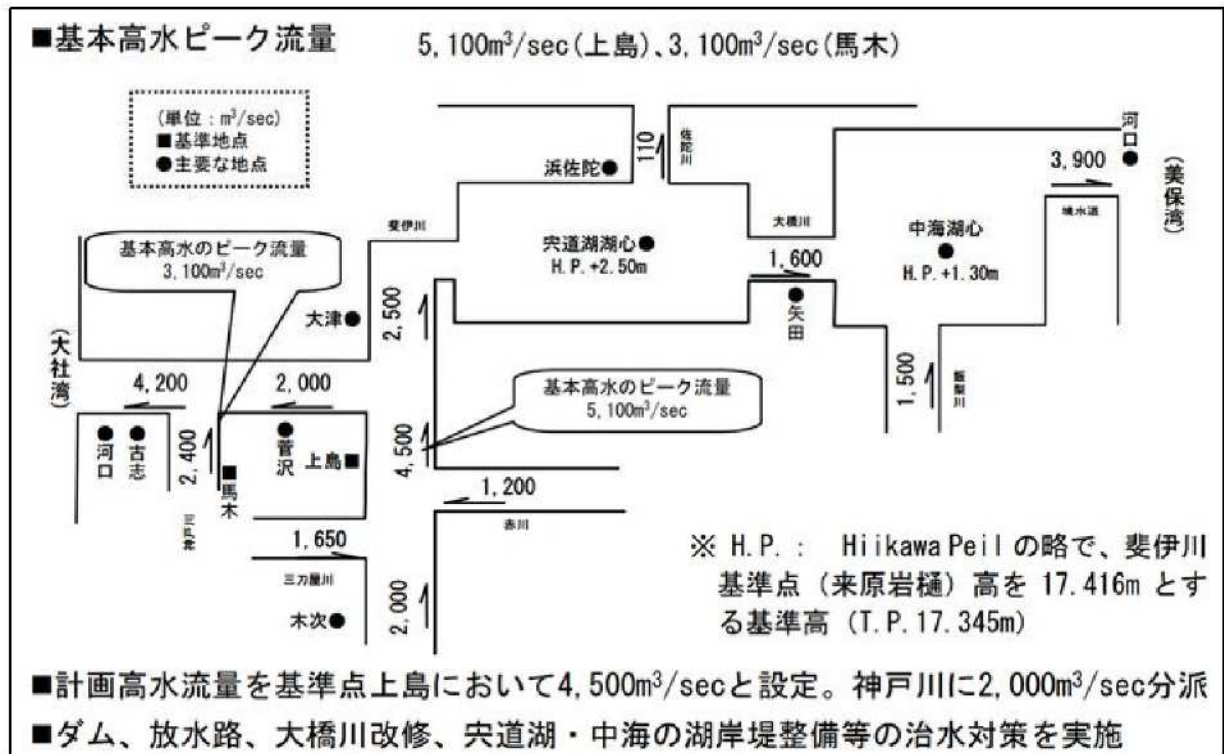 ■基本高水ピーク流量 5,100m³/sec(上島)、3,100m³/sec(馬木)
(単位：m³/sec)
■基準地点
●主要な地点
浜佐陀●
110
佐陀川
河口
●
3,900
(美保湾)
境水道
斐伊川
大橋川
宍道湖湖心●
H.P.+2.50m
1,600
中海湖心
●
H.P.+1.30m
基本高水のピーク流量
3,100m³/sec
大津●
2,500
●
矢田
1,500
飯梨川
(大社湾)
4,200
2,000
基本高水のピーク流量
5,100m³/sec
●
河口
●
古志
2,400
■
馬木
●
菅沢
上島■
4,500
1,200
赤川
三戸神
1,650
三刀屋川
木次●
2,000
※ H.P.： Hiikawa Peil の略で、斐伊川
基準点（来原岩樋）高を 17.416m とす
る基準高（T.P.17.345m）
■計画高水流量を基準点上島において4,500m³/secと設定。神戸川に2,000m³/sec分派
■ダム、放水路、大橋川改修、宍道湖・中海の湖岸堤整備等の治水対策を実施